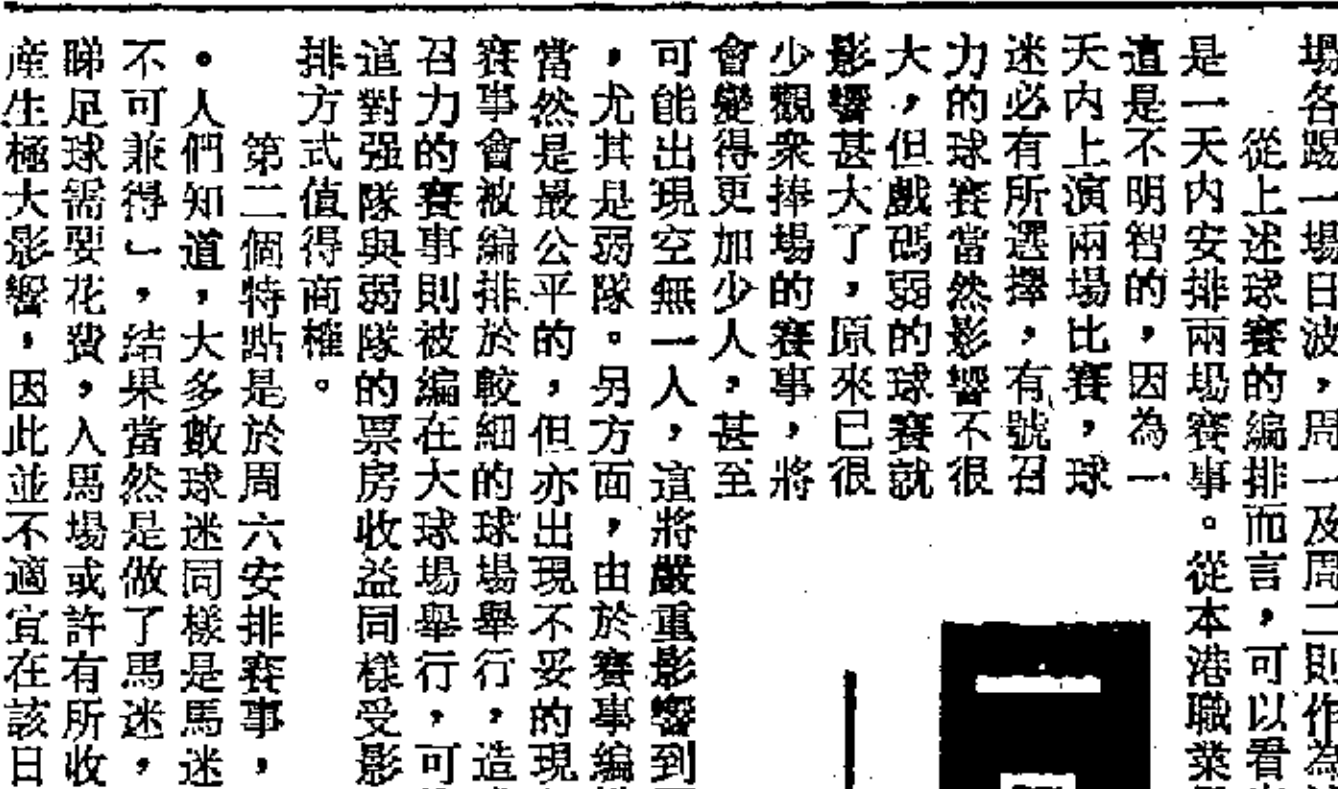 場各踢一場日波，周一及周二則作為
從上述球賽的編排而言，可以看
是一天內安排兩場賽事。從本港職業
這是不明智的，因為一
天內上演兩場比賽，球
迷必有所選擇，有號召
力的球賽當然影響不很
大，但戲碼弱的球賽就
影響甚大了，原來已很
少觀衆捧場的賽事，將
會變得更加少人，甚至
可能出現空無一人，這將嚴重影響到
，尤其是弱隊。另方面，由於賽事編
當然是最公平的，但亦出現不妥的現
賽事會被編排於較細的球場舉行，造
召力的賽事則被編在大球場舉行，可
這對强隊與弱隊的票房收益同樣受影
排方式值得商榷。
第二個特點是於周六安排賽事，
。人們知道，大多數球迷同樣是馬迷，
不可兼得」，結果當然是做了馬迷，
睇足球需要花費，入馬場或許有所收
產生極大影響，因此並不適宜在該日